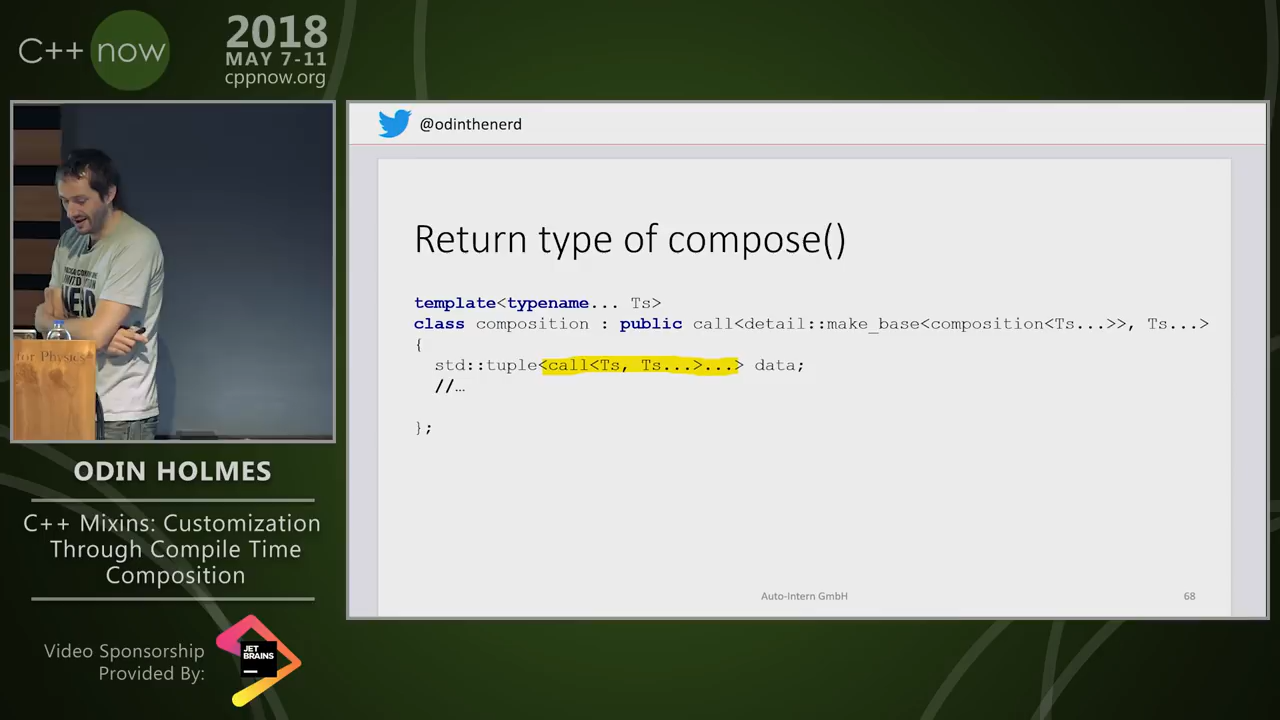 C++ now
2018
MAY 7-11
cppnow.org
@odinthenerd
Return type of compose()
template<typename... Ts>
class composition : public call<detail::make_base<composition<Ts...>>, Ts...>
{
std::tuple<call<Ts, Ts...>...> data;
//…
};
Auto-Intern GmbH
68
for Physics
ODIN HOLMES
C++ Mixins: Customization
Through Compile Time
Composition
Video Sponsorship
Provided By:
JET
BRAINS